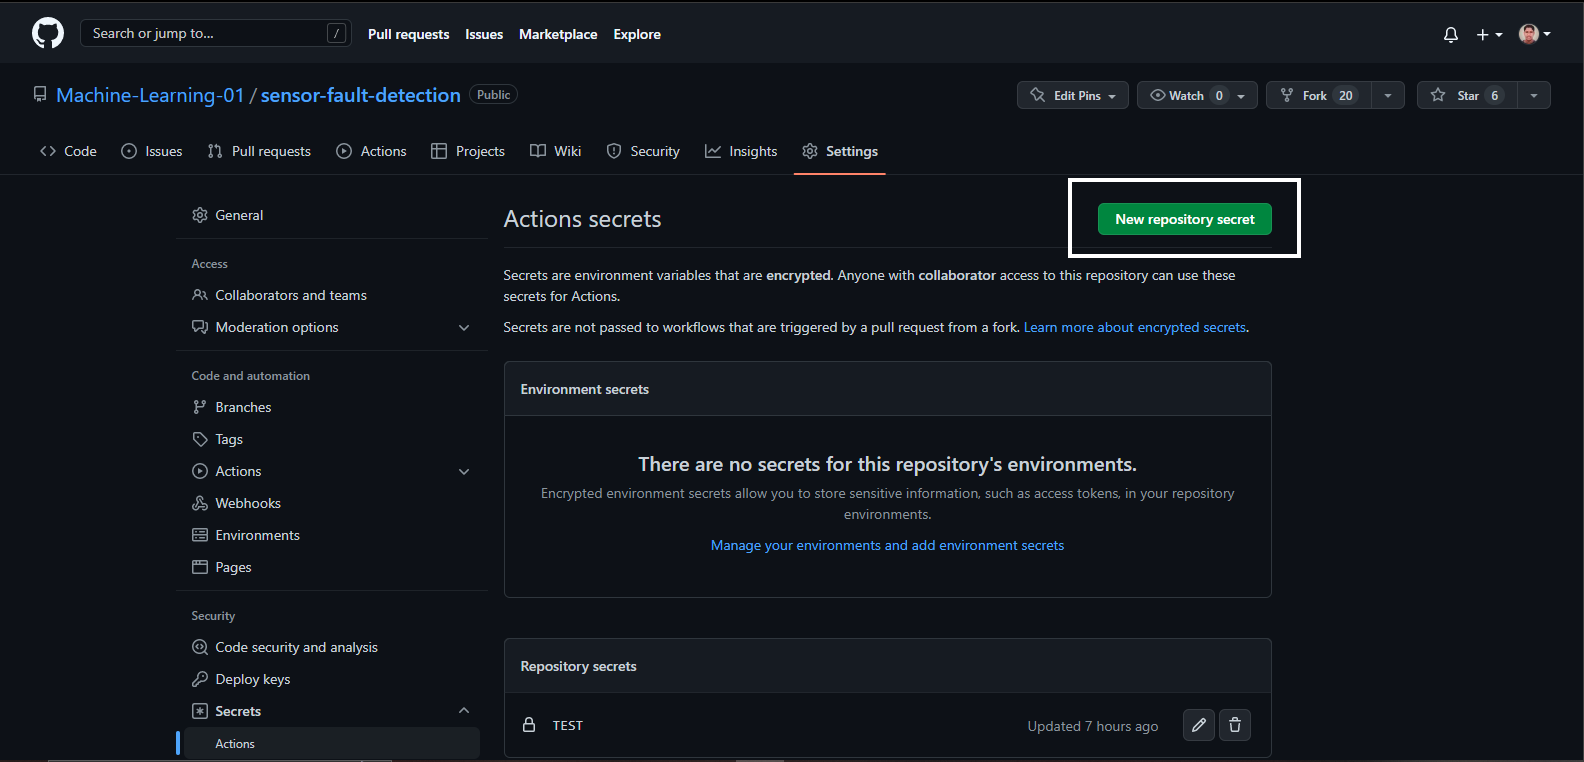 Search or jump to... /
Pull requests Issues Marketplace Explore
Machine-Learning-01 / sensor-fault-detection Public
Edit Pins Watch 0 Fork 20 Star 6
Code Issues Pull requests Actions Projects Wiki Security Insights Settings
General
Access
Collaborators and teams
Moderation options
Code and automation
Branches
Tags
Actions
Webhooks
Environments
Pages
Security
Code security and analysis
Deploy keys
Secrets
Actions
Actions secrets
New repository secret
Secrets are environment variables that are encrypted. Anyone with collaborator access to this repository can use these
secrets for Actions.
Secrets are not passed to workflows that are triggered by a pull request from a fork. Learn more about encrypted secrets.
Environment secrets
There are no secrets for this repository's environments.
Encrypted environment secrets allow you to store sensitive information, such as access tokens, in your repository
environments.
Manage your environments and add environment secrets
Repository secrets
TEST Updated 7 hours ago